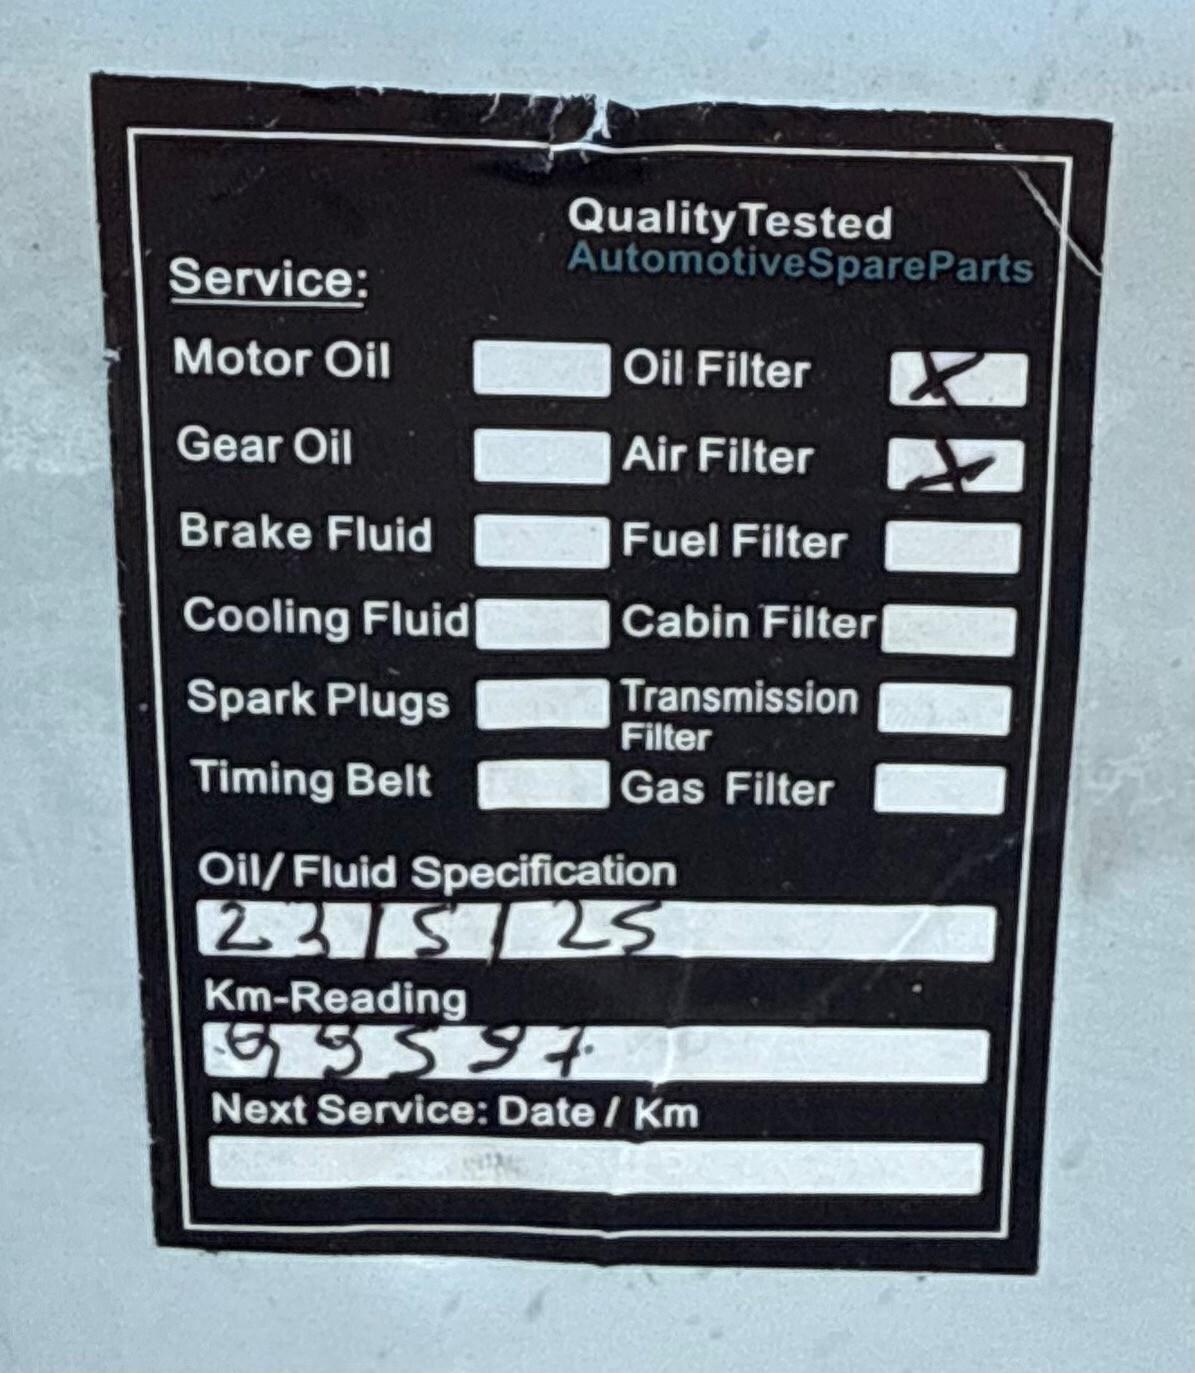 QualityTested
AutomotiveSpareParts
Service:
Motor Oil
Oil Filter X
Gear Oil
Air Filter X
Brake Fluid
Fuel Filter
Cooling Fluid
Cabin Filter
Spark Plugs
Transmission
Filter
Timing Belt
Gas Filter
Oil/ Fluid Specification
23/5/25
Km-Reading
99597
Next Service: Date / Km